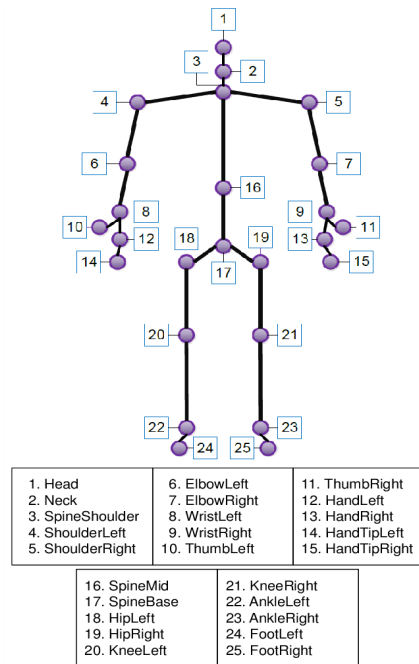 1
3
2
4
5
6
7
16
8
9
10
11
12
13
18
19
14
17
15
20
21
22
23
24
25
1. Head
2. Neck
3. SpineShoulder
4. ShoulderLeft
5. ShoulderRight
6. ElbowLeft
7. ElbowRight
8. WristLeft
9. WristRight
10. ThumbLeft
11. ThumbRight
12. HandLeft
13. HandRight
14. HandTipLeft
15. HandTipRight
16. SpineMid
17. SpineBase
18. HipLeft
19. HipRight
20. KneeLeft
21. KneeRight
22. AnkleLeft
23. AnkleRight
24. FootLeft
25. FootRight